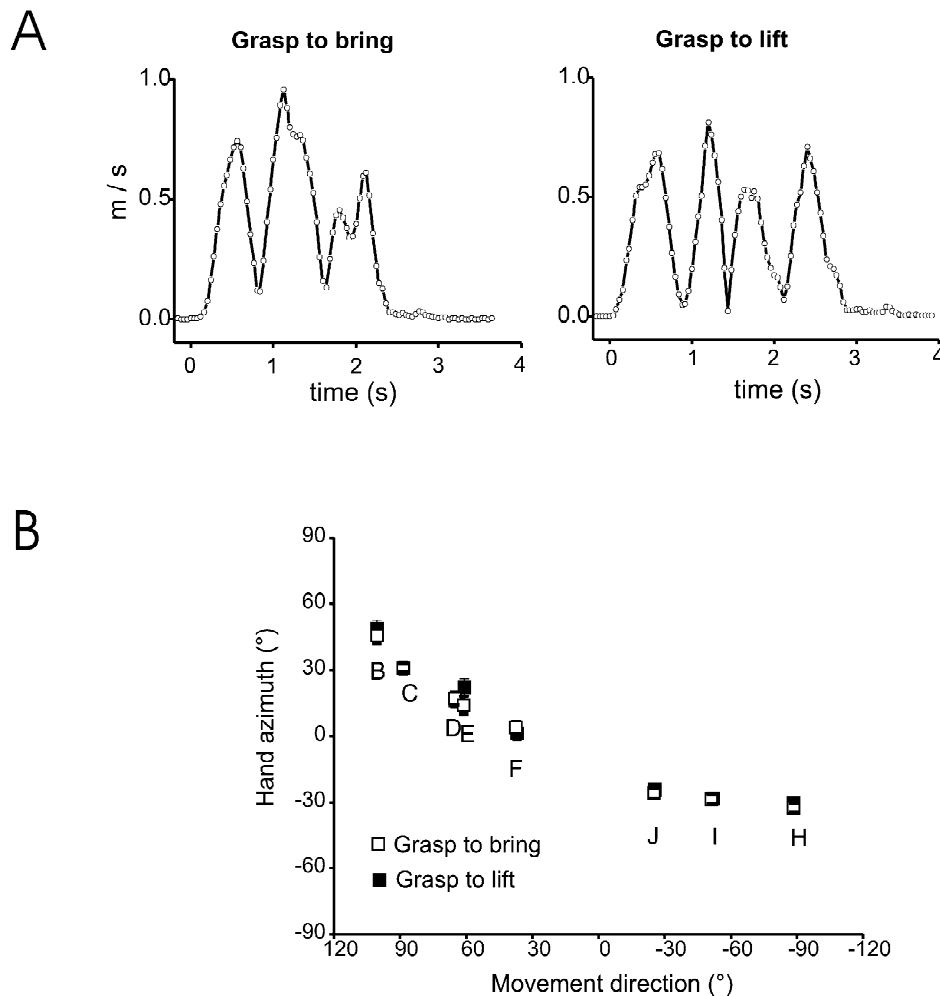 A
Grasp to bring
Grasp to lift
1.0
0.5
0.0
m / s
0 1 2 3 4
time (s)
1.0
0.5
0.0
0 1 2 3 4
time (s)
B
90
60
30
0
-30
-60
-90
Hand azimuth (°)
B
C
D
E
F
J
I
H
Grasp to bring
Grasp to lift
120 90 60 30 0 -30 -60 -90 -120
Movement direction (°)